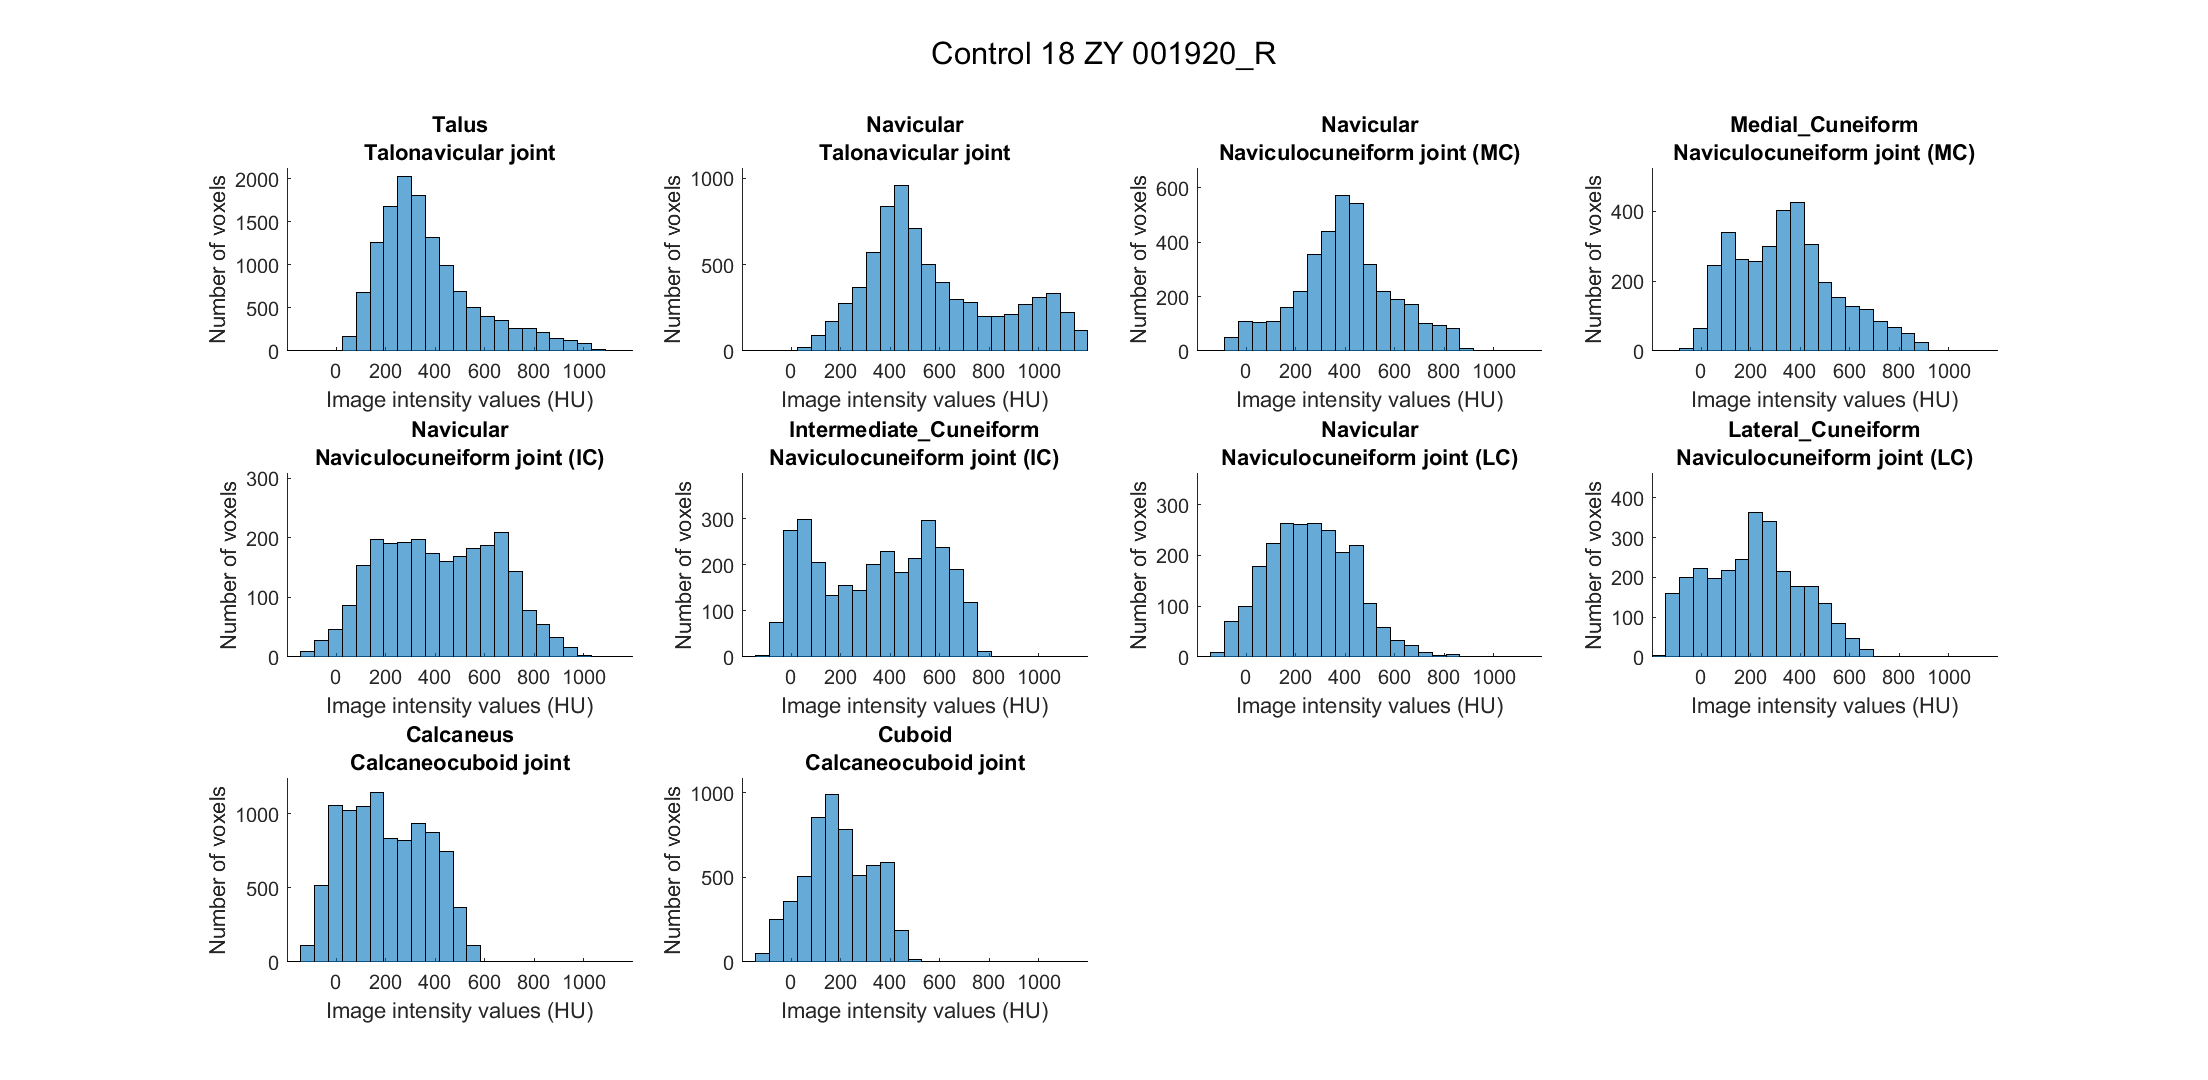 Control 18 ZY 001920_R
Talus
Talonavicular joint
Number of voxels
2000
1500
1000
500
0
0 200 400 600 800 1000
Image intensity values (HU)
Navicular
Talonavicular joint
Number of voxels
1000
500
0
0 200 400 600 800 1000
Image intensity values (HU)
Navicular
Naviculocuneiform joint (MC)
Number of voxels
600
400
200
0
0 200 400 600 800 1000
Image intensity values (HU)
Medial_Cuneiform
Naviculocuneiform joint (MC)
Number of voxels
400
200
0
0 200 400 600 800 1000
Image intensity values (HU)
Navicular
Naviculocuneiform joint (IC)
Number of voxels
300
200
100
0
0 200 400 600 800 1000
Image intensity values (HU)
Intermediate_Cuneiform
Naviculocuneiform joint (IC)
Number of voxels
300
200
100
0
0 200 400 600 800 1000
Image intensity values (HU)
Navicular
Naviculocuneiform joint (LC)
Number of voxels
300
200
100
0
0 200 400 600 800 1000
Image intensity values (HU)
Lateral_Cuneiform
Naviculocuneiform joint (LC)
Number of voxels
400
300
200
100
0
0 200 400 600 800 1000
Image intensity values (HU)
Calcaneus
Calcaneocuboid joint
Number of voxels
1000
500
0
0 200 400 600 800 1000
Image intensity values (HU)
Cuboid
Calcaneocuboid joint
Number of voxels
1000
500
0
0 200 400 600 800 1000
Image intensity values (HU)